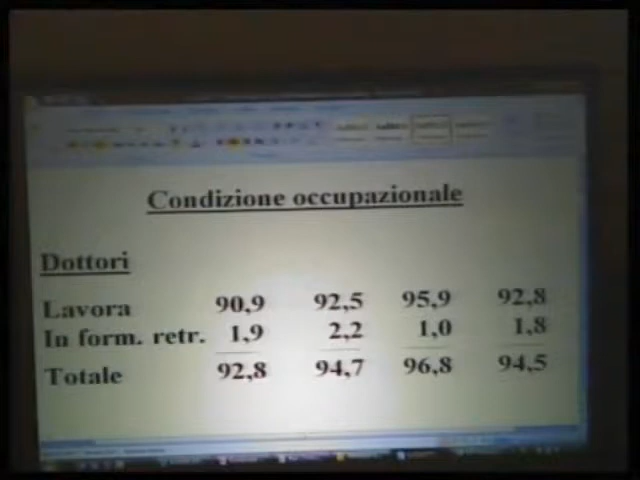 Condizione occupazionale
Dottori
Lavora 90,9 92,5 95,9 92,8
In form. retr. 1,9 2,2 1,0 1,8
Totale 92,8 94,7 96,8 94,5